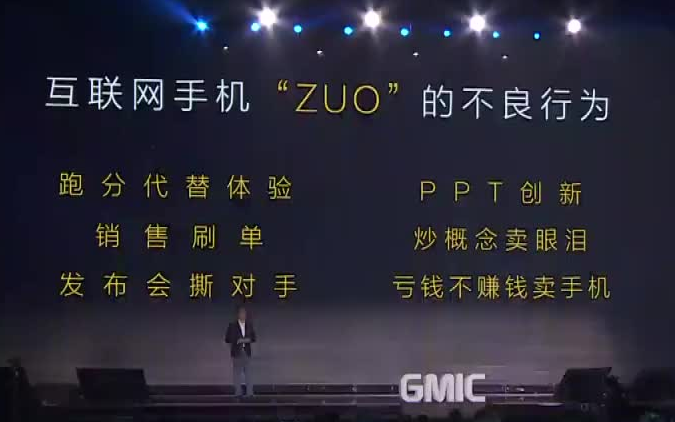 互联网手机“ZUO”的不良行为
跑分代替体验
销售刷单
发布会撕对手
PPT创新
炒概念卖眼泪
亏钱不赚钱卖手机
GMIC